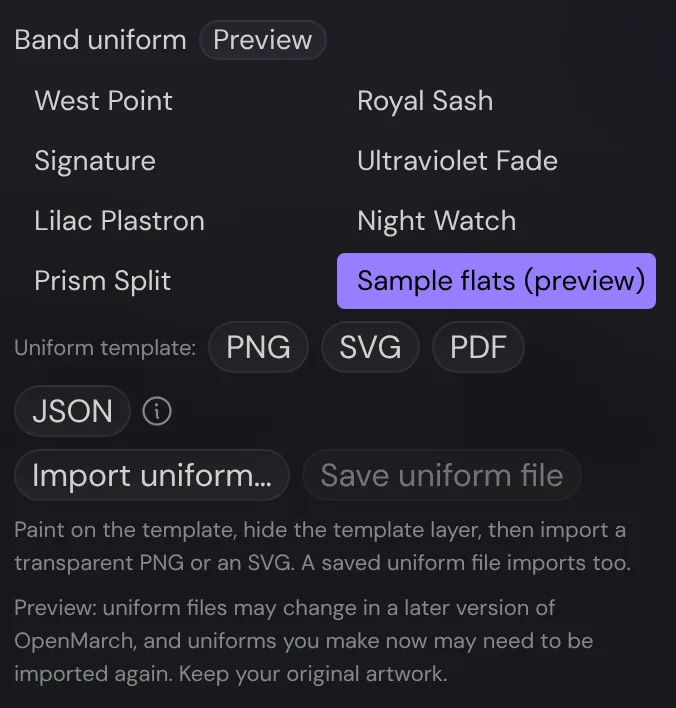 Band uniform Preview
West Point Royal Sash
Signature Ultraviolet Fade
Lilac Plastron Night Watch
Prism Split Sample flats (preview)
Uniform template: PNG SVG PDF
JSON
Import uniform... Save uniform file
Paint on the template, hide the template layer, then import a
transparent PNG or an SVG. A saved uniform file imports too.
Preview: uniform files may change in a later version of
OpenMarch, and uniforms you make now may need to be
imported again. Keep your original artwork.